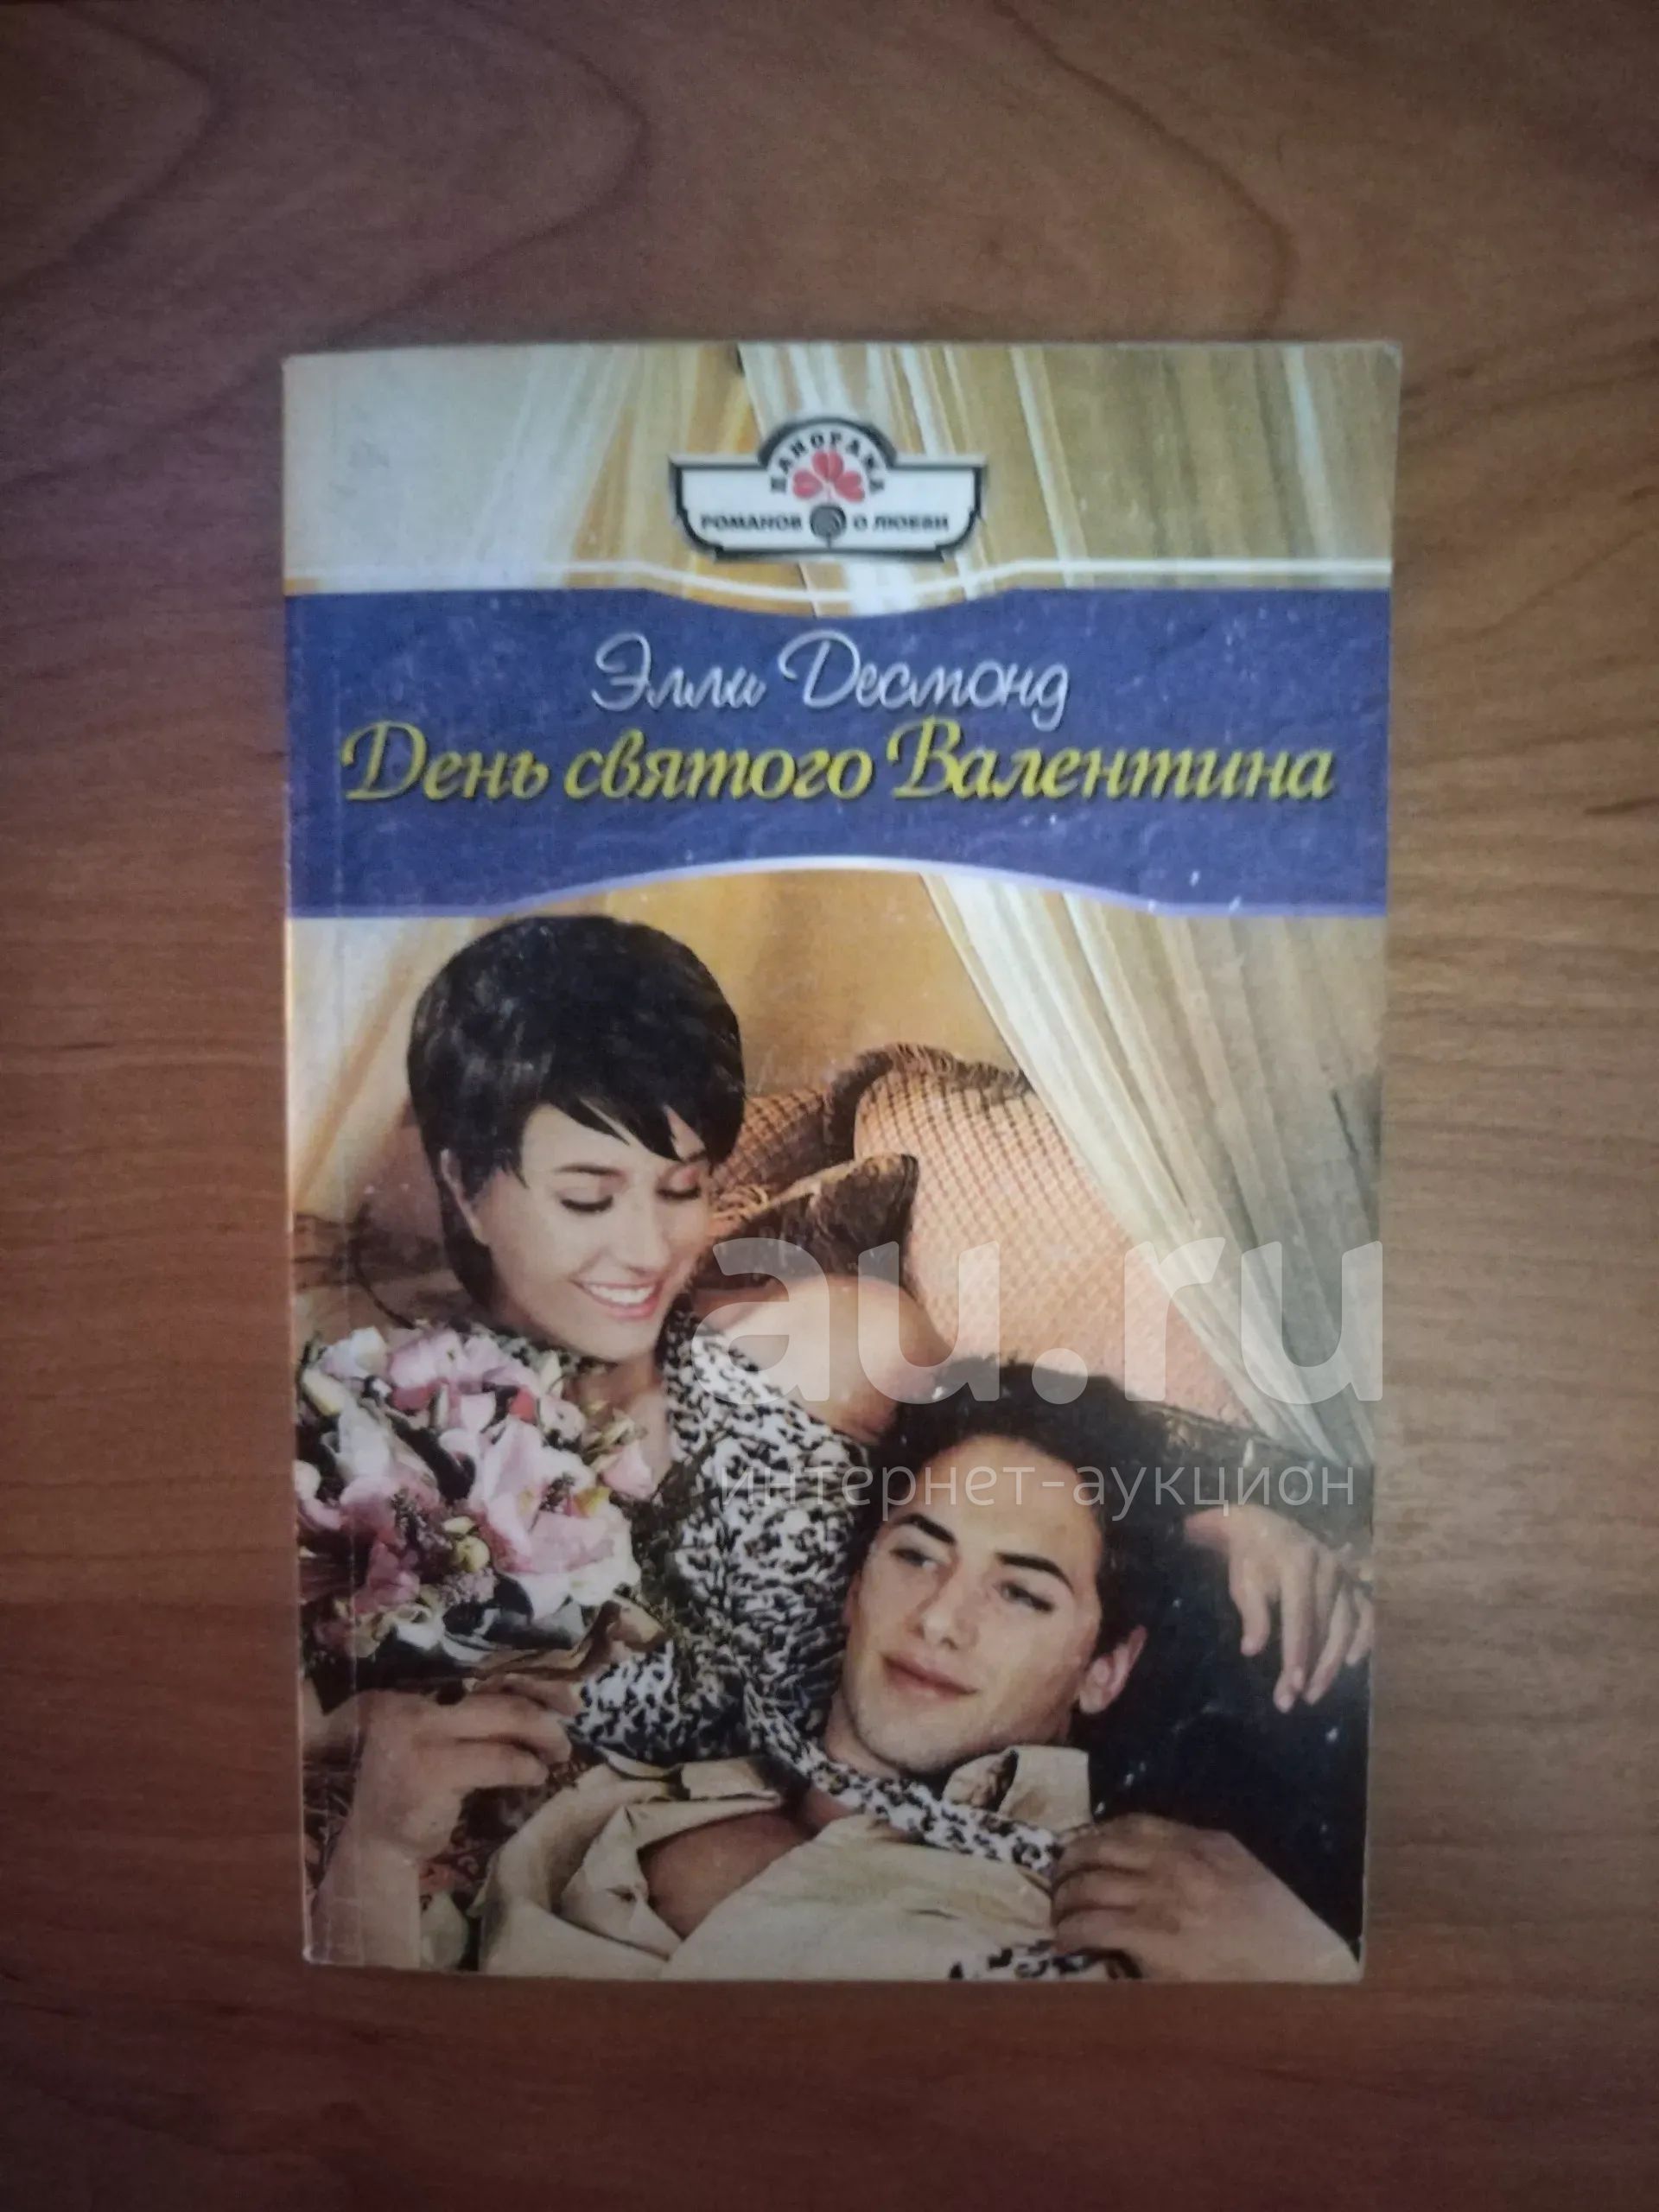 ПАНОРАМА
РОМАНОВ О ЛЮБВИ
Элли Десмонд
День святого Валентина
au.ru
интернет-аукцион